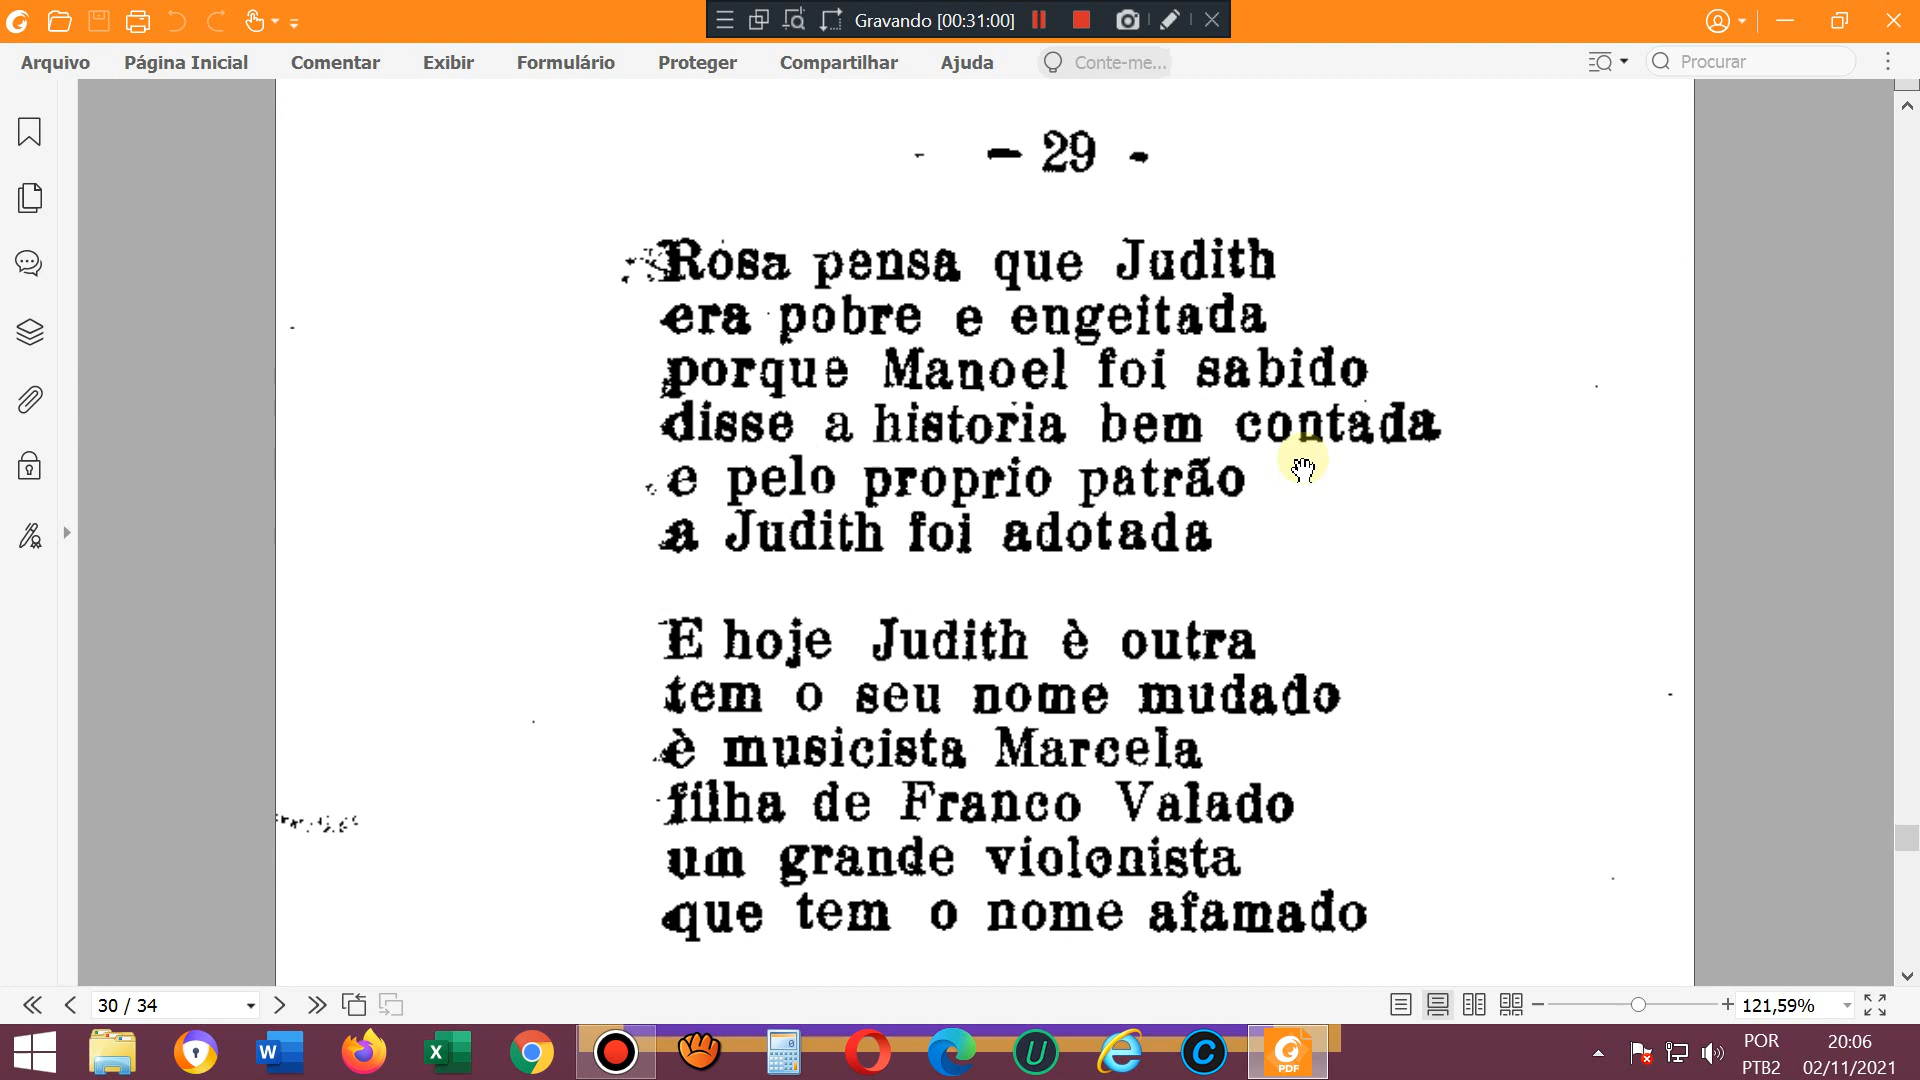 Gravando [00:31:00]
Arquivo Página Inicial Comentar Exibir Formulário Proteger Compartilhar Ajuda Conte-me... Procurar
— 29 -
Rosa pensa que Judith
era pobre e engeitada
porque Manoel foi sabido
disse a historia bem contada
e pelo proprio patrão
a Judith foi adotada
E hoje Judith è outra
tem o seu nome mudado
è musicista Marcela
filha de Franco Valado
um grande violonista
que tem o nome afamado
30 / 34
121,59%
POR 20:06
PTB2 02/11/2021